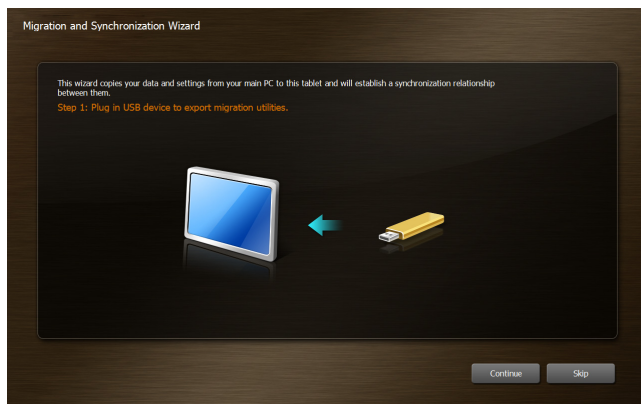 Migration and Synchronization Wizard
This wizard copies your data and settings from your main PC to this tablet and will establish a synchronization relationship
between them.
Step 1: Plug in USB device to export migration utilities.
Continue
Skip